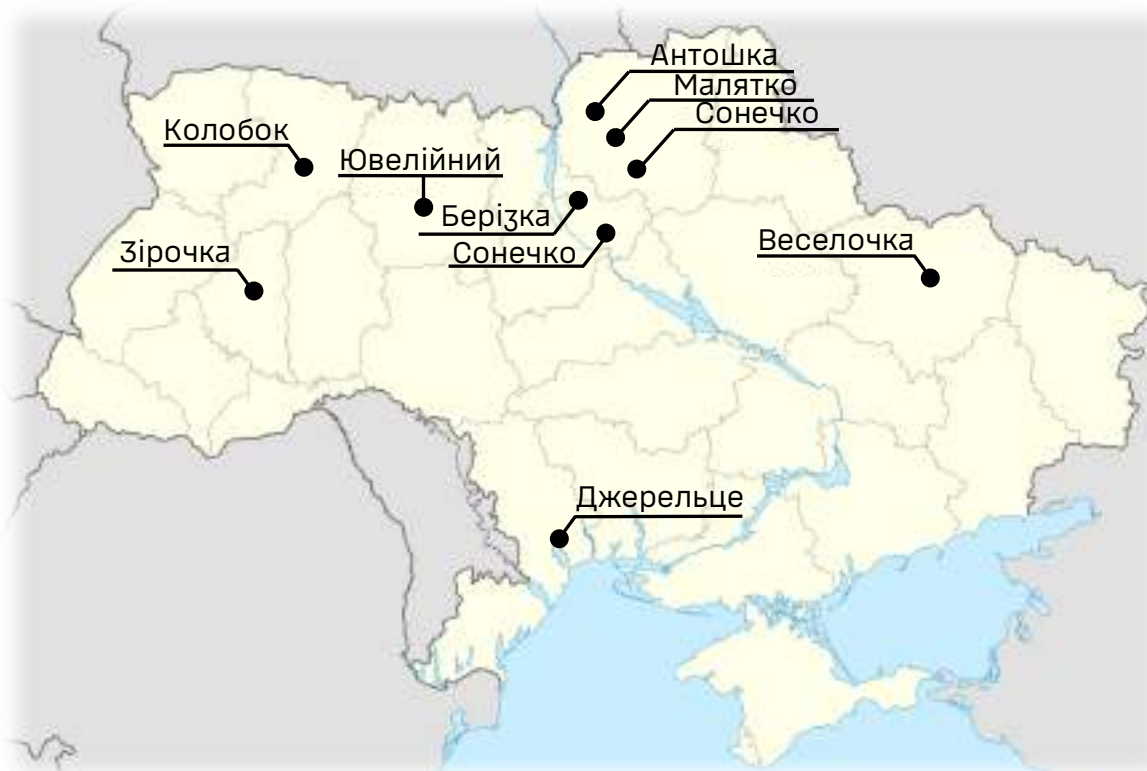 Антошка
Малятко
Сонечко
Колобок
Ювелійний
Берізка
Сонечко
Зірочка
Веселочка
Джерельце